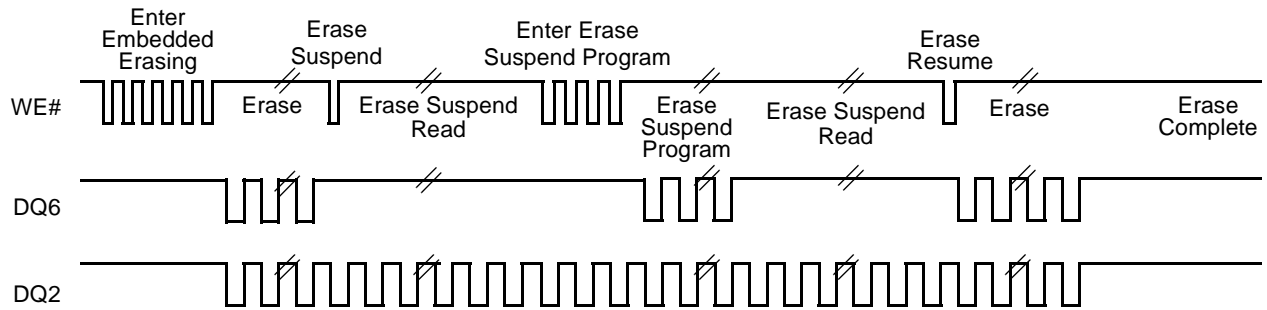 Enter
Embedded
Erasing
Erase
Suspend
Enter Erase
Suspend Program
Erase
Resume
WE#
Erase
Erase Suspend
Read
Erase
Suspend
Program
Erase Suspend
Read
Erase
Erase
Complete
DQ6
DQ2